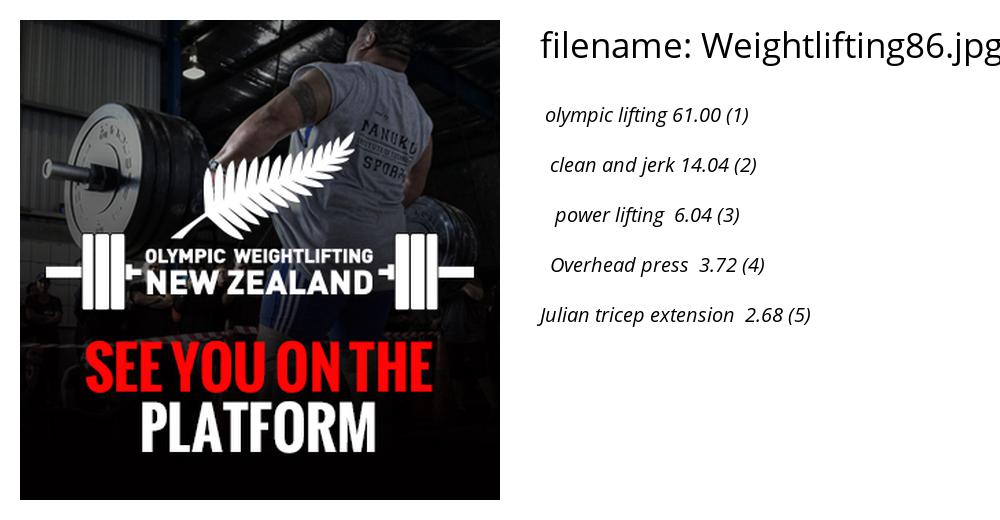 MANUKU
SPORT
OLYMPIC WEIGHTLIFTING
NEW ZEALAND
SEE YOU ON THE
PLATFORM
filename: Weightlifting86.jpg
olympic lifting 61.00 (1)
clean and jerk 14.04 (2)
power lifting 6.04 (3)
Overhead press 3.72 (4)
Julian tricep extension 2.68 (5)